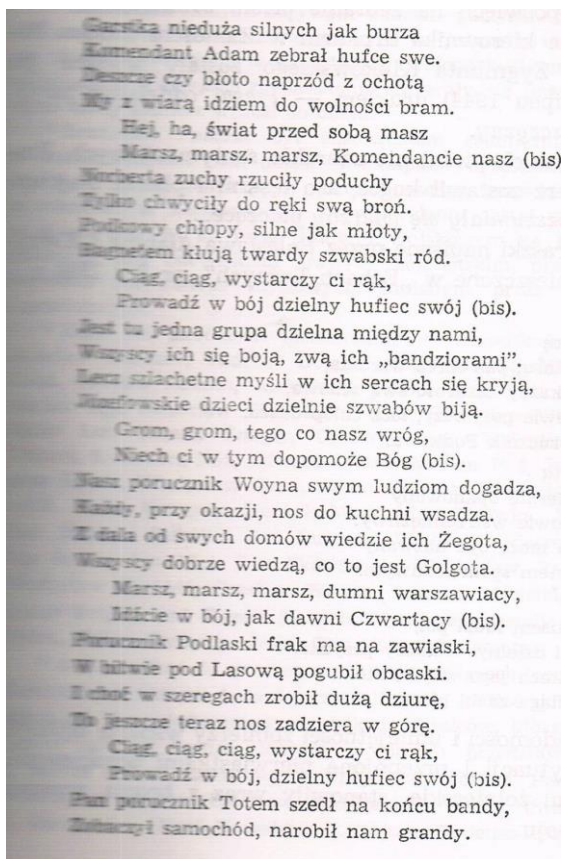 Garstka nieduża silnych jak burza
Komendant Adam zebrał hufce swe.
Deszcze czy błoto zaprzód z ochotą
My z wiarą idziem do wolności bram.
Hej, ha, świat przed sobą masz
Marsz, marsz, marsz, Komendancie nasz (bis)
Norberta zuchy rzuciły poduchy
Tylko chwyciły do ręki swą broń.
Podkowy chłopy, silne jak młoty,
Bagnetem kłują twardy szwabski ród.
Ciąg, ciąg, wystarczy ci rąk,
Prowadź w bój dzielny hufiec swój (bis).
Jest tu jedna grupa dzielna między nami,
Wszyscy ich się boją, zwą ich „bandziorami”.
Lecz szlachetne myśli w ich sercach się kryją,
Józefowskie dzieci dzielnie szwabów biją.
Grom, grom, tego co nasz wróg,
Niech ci w tym dopomoże Bóg (bis).
Nasz porucznik Woyna swym ludziom dogadza,
Każdy, przy okazji, nos do kuchni wsadza.
Z dala od swych domów wiedzie ich Żegota,
Wszyscy dobrze wiedzą, co to jest Golgota.
Marsz, marsz, marsz, dumni warszawiacy,
Idźcie w bój, jak dawni Czwartacy (bis).
Porucznik Podlaski frak ma na zawiaski,
W bitwie pod Lasową pogubił obcaski.
I choć w szeregach zrobił dużą dziurę,
To jeszcze teraz nos zadziera w górę.
Ciąg, ciąg, ciąg, wystarczy ci rąk,
Prowadź w bój, dzielny hufiec swój (bis).
Pan porucznik Totem szedł na końcu bandy,
Zobaczył samochód, narobił nam grandy.